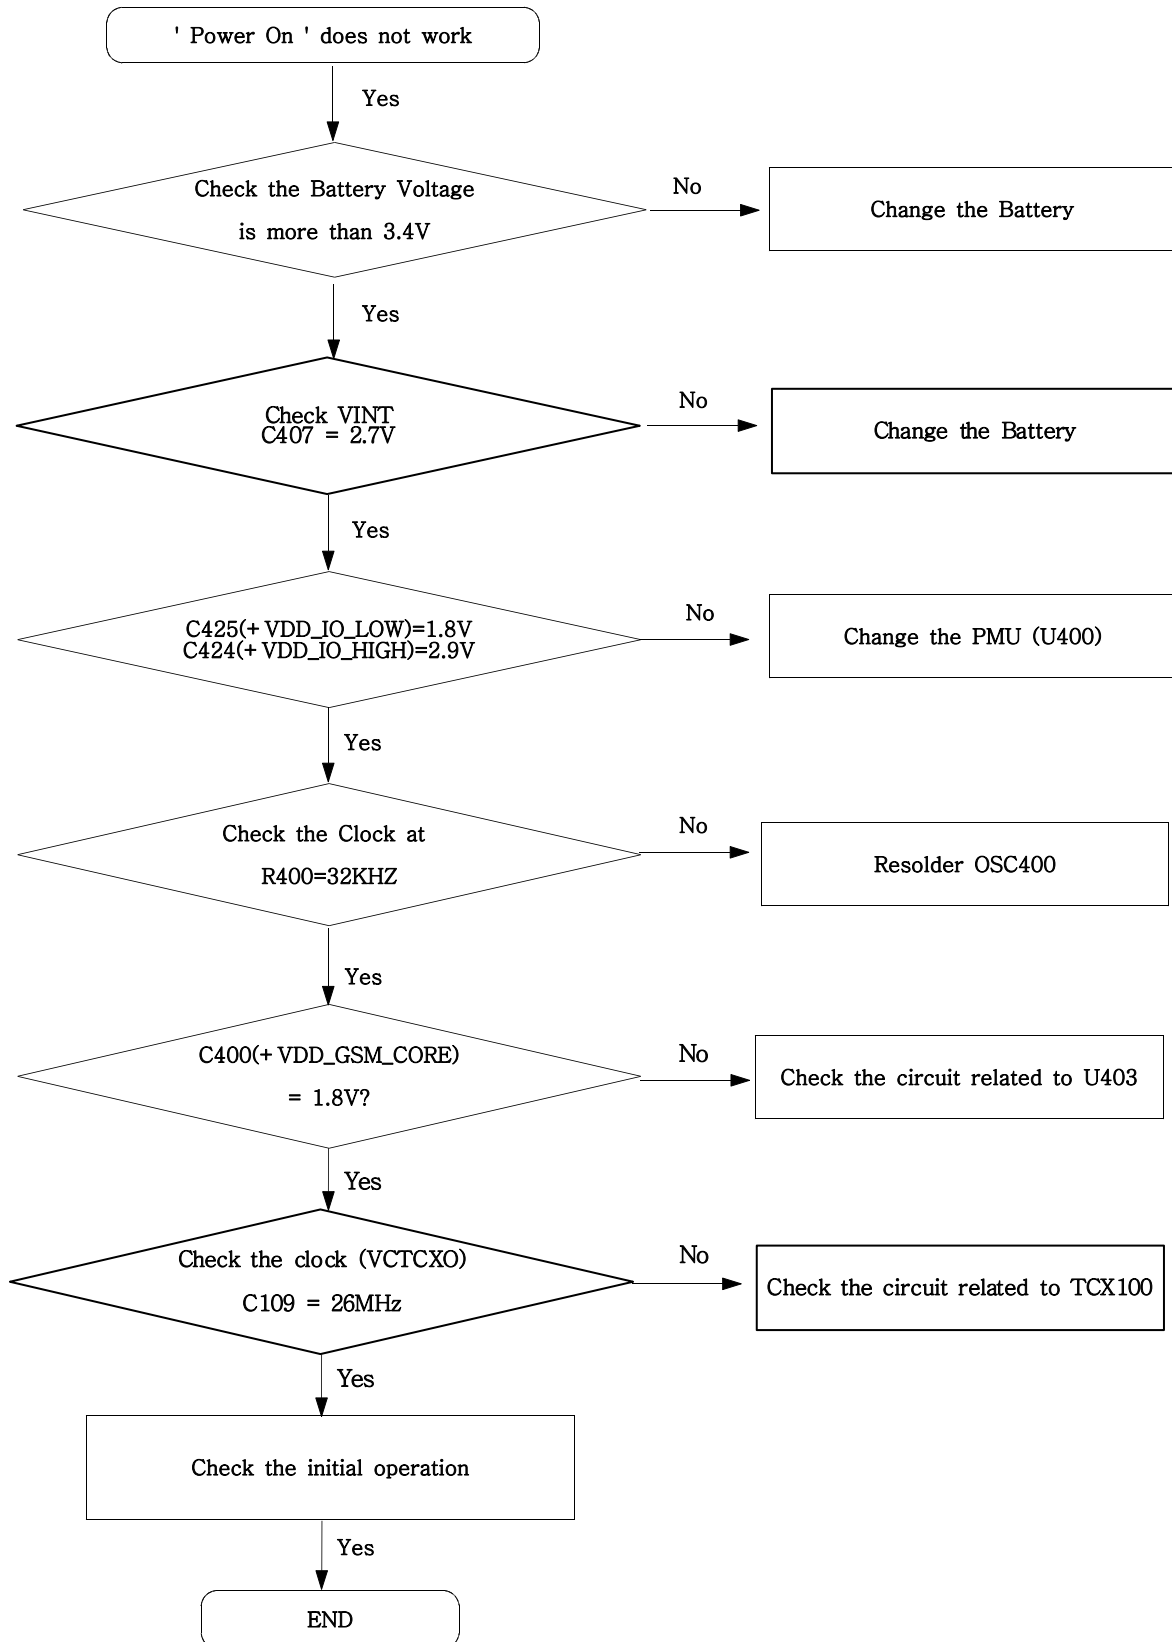 ' Power On ' does not work
Yes
Check the Battery Voltage
is more than 3.4V
No
Change the Battery
Yes
Check VINT
C407 = 2.7V
No
Change the Battery
Yes
C425(+VDD_IO_LOW)=1.8V
C424(+VDD_IO_HIGH)=2.9V
No
Change the PMU (U400)
Yes
Check the Clock at
R400=32KHZ
No
Resolder OSC400
Yes
C400(+VDD_GSM_CORE)
= 1.8V?
No
Check the circuit related to U403
Yes
Check the clock (VCTCXO)
C109 = 26MHz
No
Check the circuit related to TCX100
Yes
Check the initial operation
Yes
END